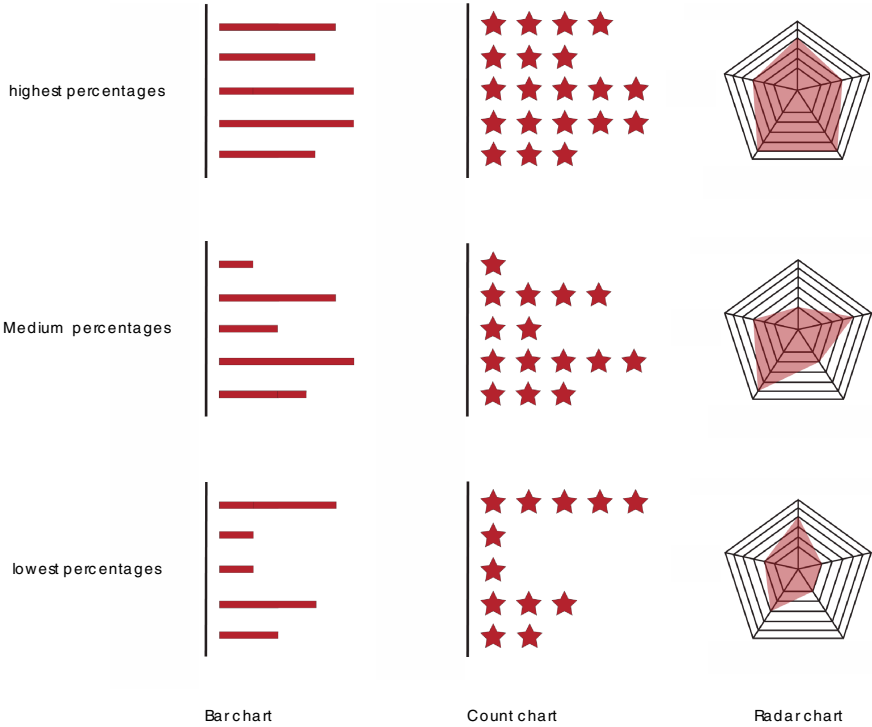 highest percentages
Medium percentages
lowest percentages
Bar chart
Count chart
Radar chart